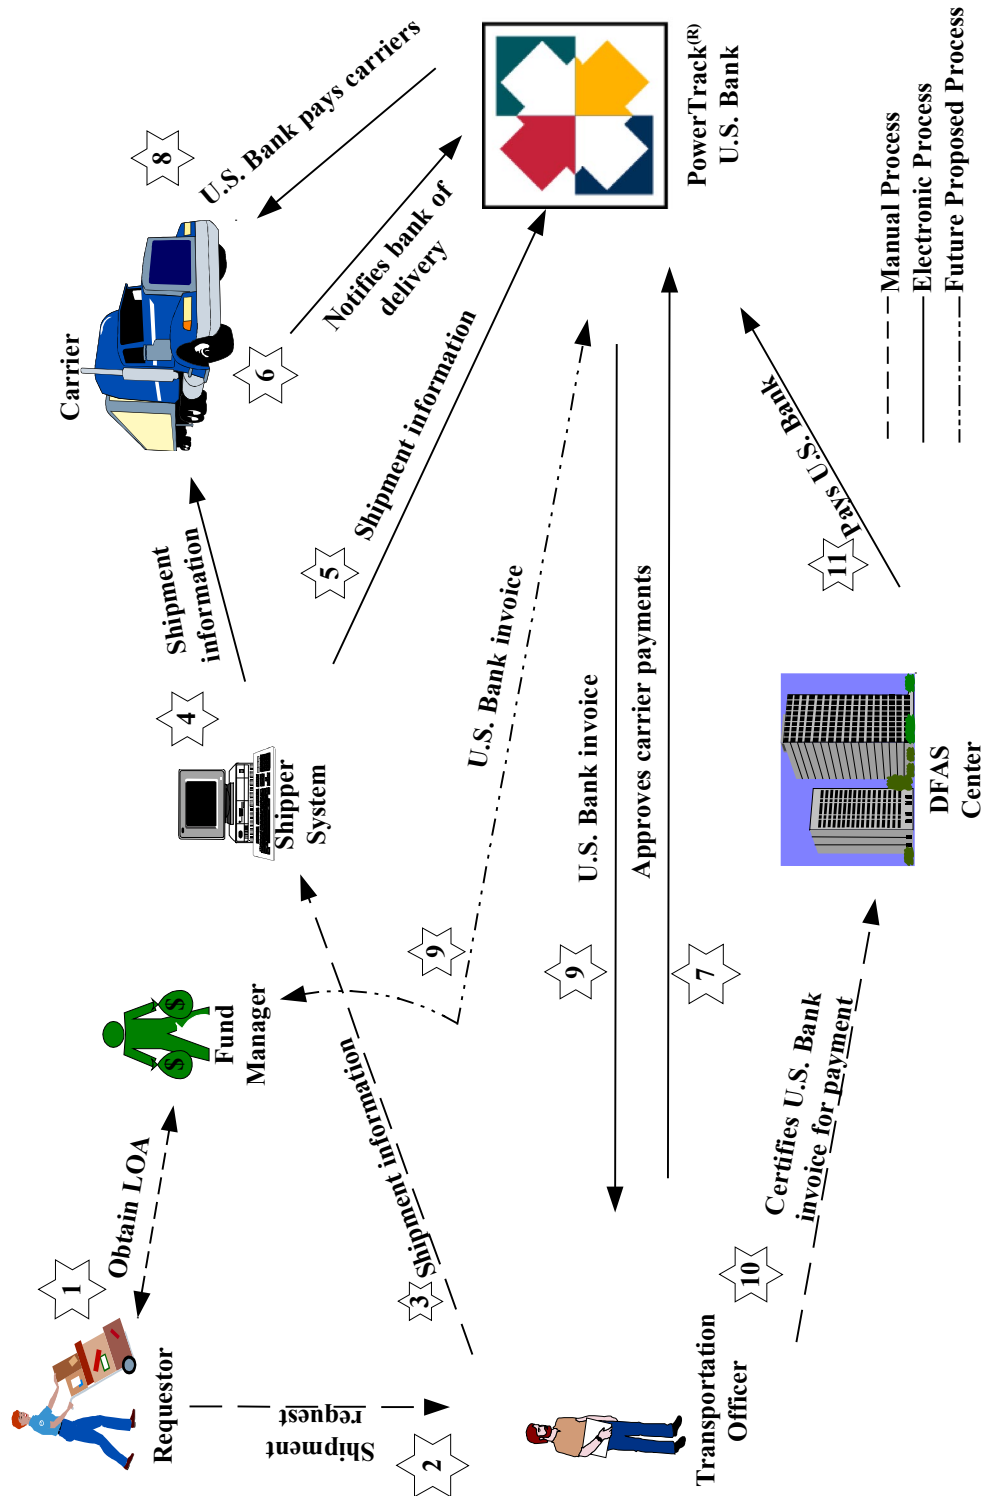 1
Obtain LOA
Requestor
Fund
Manager
Shipment
request
2
3
Shipment information
Shipper
System
4
Shipment
information
Carrier
5
Shipment information
6
Notifies bank of
delivery
8
U.S. Bank pays carriers
PowerTrack(R)
U.S. Bank
9
U.S. Bank invoice
9
U.S. Bank invoice
Approves carrier payments
7
Transportation
Officer
10
Certifies U.S. Bank
invoice for payment
DFAS
Center
11
Pays U.S. Bank
Manual Process
Electronic Process
Future Proposed Process
$
$